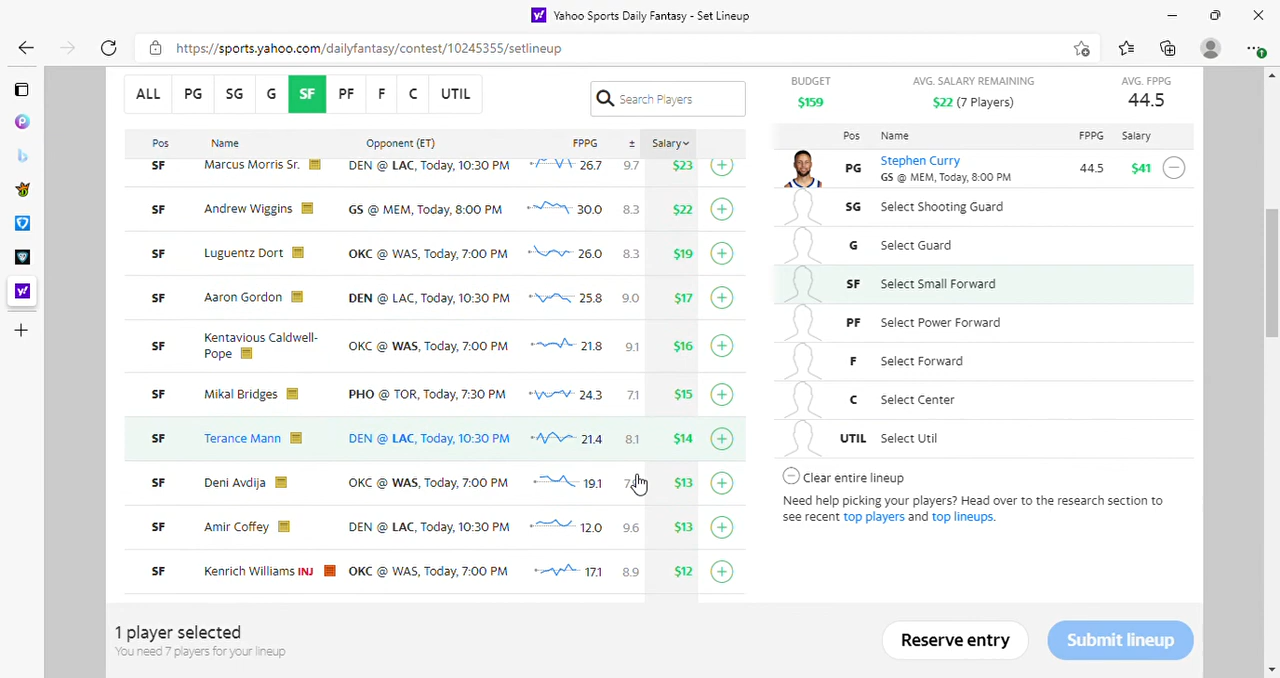 Yahoo Sports Daily Fantasy - Set Lineup
https://sports.yahoo.com/dailyfantasy/contest/10245355/setlineup
ALL PG SG G SF PF F C UTIL
Search Players
Pos Name Opponent (ET) FPPG ± Salary
SF Marcus Morris Sr. DEN @ LAC, Today, 10:30 PM 26.7 9.7 $23
SF Andrew Wiggins GS @ MEM, Today, 8:00 PM 30.0 8.3 $22
SF Luguentz Dort OKC @ WAS, Today, 7:00 PM 26.0 8.3 $19
SF Aaron Gordon DEN @ LAC, Today, 10:30 PM 25.8 9.0 $17
SF Kentavious Caldwell-
Pope OKC @ WAS, Today, 7:00 PM 21.8 9.1 $16
SF Mikal Bridges PHO @ TOR, Today, 7:30 PM 24.3 7.1 $15
SF Terance Mann DEN @ LAC, Today, 10:30 PM 21.4 8.1 $14
SF Deni Avdija OKC @ WAS, Today, 7:00 PM 19.1 $13
SF Amir Coffey DEN @ LAC, Today, 10:30 PM 12.0 9.6 $13
SF Kenrich Williams INJ OKC @ WAS, Today, 7:00 PM 17.1 8.9 $12
BUDGET AVG. SALARY REMAINING AVG. FPPG
$159 $22 (7 Players) 44.5
Pos Name FPPG Salary
PG Stephen Curry 44.5 $41
GS @ MEM, Today, 8:00 PM
SG Select Shooting Guard
G Select Guard
SF Select Small Forward
PF Select Power Forward
F Select Forward
C Select Center
UTIL Select Util
Clear entire lineup
Need help picking your players? Head over to the research section to
see recent top players and top lineups.
1 player selected
You need 7 players for your lineup
Reserve entry
Submit lineup